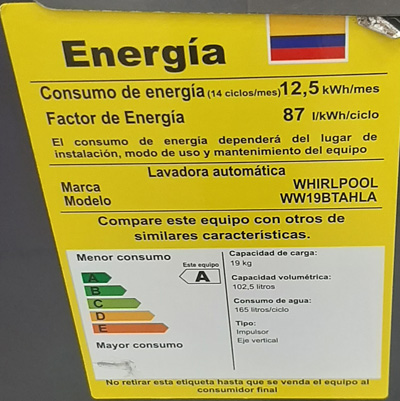 Energía
Consumo de energía (14 ciclos/mes) 12,5 kWh/mes
Factor de Energía 87 l/kWh/ciclo
El consumo de energía dependerá del lugar de
instalación, modo de uso y mantenimiento del equipo
Lavadora automática
Marca WHIRLPOOL
Modelo WW19BTAHLA
Compare este equipo con otros de
similares características.
Menor consumo
Este equipo
A
A
B
C
D
E
Mayor consumo
Capacidad de carga:
19 kg
Capacidad volumétrica:
102,5 litros
Consumo de agua:
165 litros/ciclo
Tipo:
Impulsor
Eje vertical
No retirar esta etiqueta hasta que se venda el equipo al
consumidor final